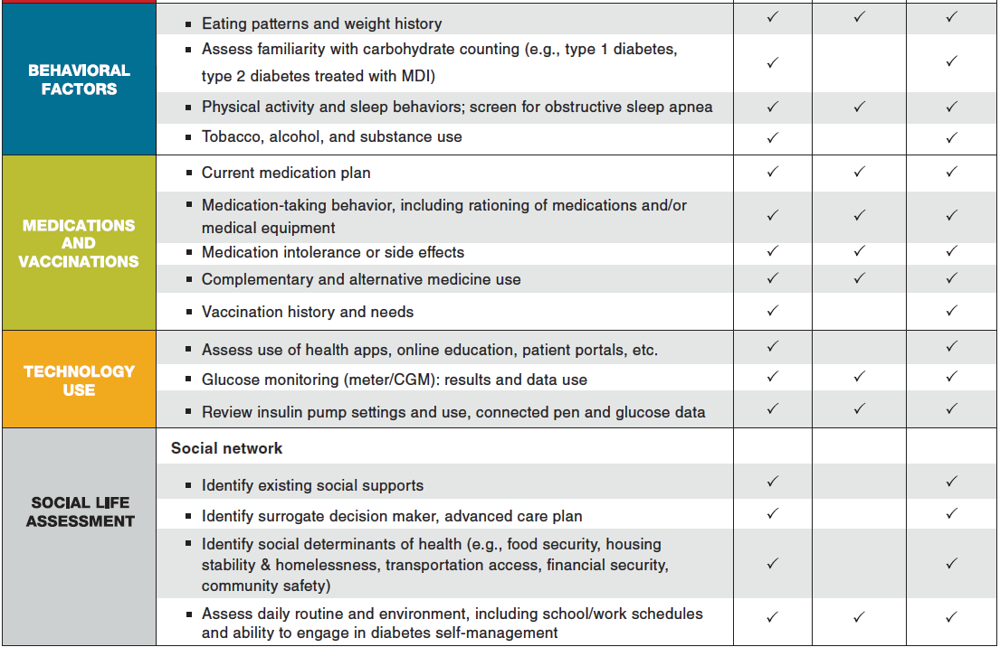 BEHAVIORAL
FACTORS
▪ Eating patterns and weight history ✓ ✓ ✓
▪ Assess familiarity with carbohydrate counting (e.g., type 1 diabetes,
type 2 diabetes treated with MDI) ✓ ✓
▪ Physical activity and sleep behaviors; screen for obstructive sleep apnea ✓ ✓ ✓
▪ Tobacco, alcohol, and substance use ✓ ✓
MEDICATIONS
AND
VACCINATIONS
▪ Current medication plan ✓ ✓ ✓
▪ Medication-taking behavior, including rationing of medications and/or
medical equipment ✓ ✓ ✓
▪ Medication intolerance or side effects ✓ ✓ ✓
▪ Complementary and alternative medicine use ✓ ✓ ✓
▪ Vaccination history and needs ✓ ✓
TECHNOLOGY
USE
▪ Assess use of health apps, online education, patient portals, etc. ✓ ✓
▪ Glucose monitoring (meter/CGM): results and data use ✓ ✓ ✓
▪ Review insulin pump settings and use, connected pen and glucose data ✓ ✓ ✓
SOCIAL LIFE
ASSESSMENT
Social network
▪ Identify existing social supports ✓ ✓
▪ Identify surrogate decision maker, advanced care plan ✓ ✓
▪ Identify social determinants of health (e.g., food security, housing
stability & homelessness, transportation access, financial security,
community safety) ✓ ✓
▪ Assess daily routine and environment, including school/work schedules
and ability to engage in diabetes self-management ✓ ✓ ✓